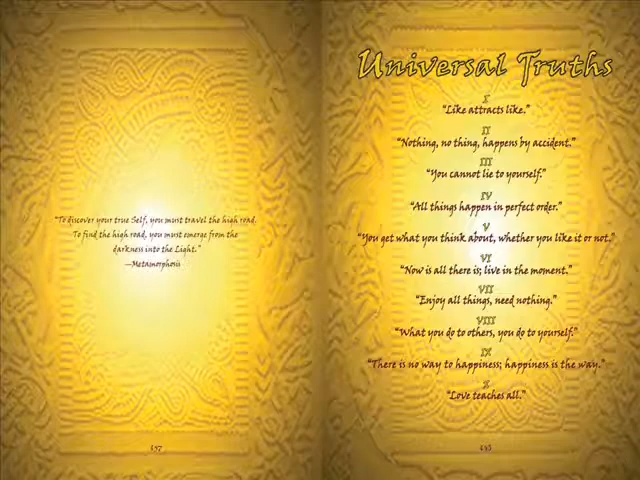 "To discover your true Self, you must travel the high road.
To find the high road, you must emerge from the
darkness into the Light."
—Metamorphosis
457
Universal Truths
I
"Like attracts like."
II
"Nothing, no thing, happens by accident."
III
"You cannot lie to yourself."
IV
"All things happen in perfect order."
V
"You get what you think about, whether you like it or not."
VI
"Now is all there is; live in the moment."
VII
"Enjoy all things, need nothing."
VIII
"What you do to others, you do to yourself."
IX
"There is no way to happiness; happiness is the way."
X
"Love teaches all."